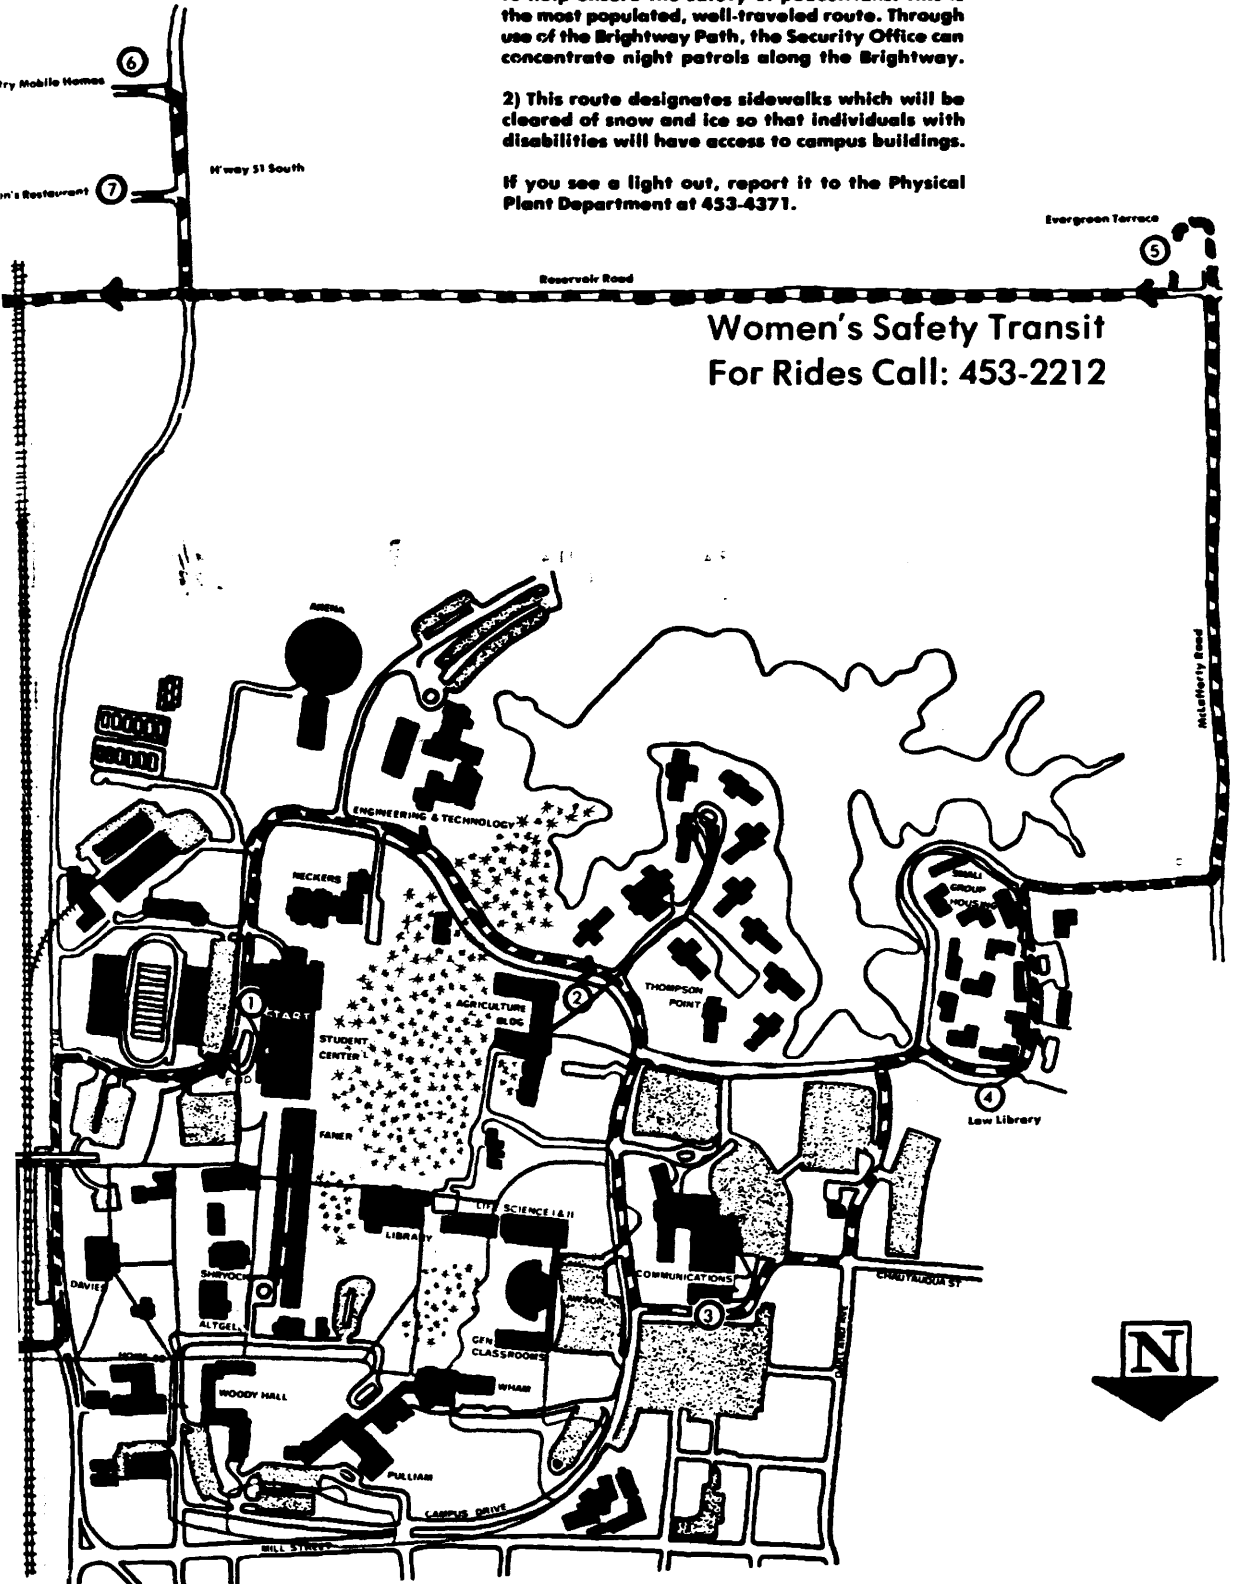 the most populated, well-traveled route. Through
use of the Brightway Path, the Security Office can
concentrate night patrols along the Brightway.
2) This route designates sidewalks which will be
cleared of snow and ice so that individuals with
disabilities will have access to campus buildings.
If you see a light out, report it to the Physical
Plant Department at 453-4371.
6
Mobile Homes
H'way 51 South
7
Restaurant
Evergreen Terrace
5
Reservoir Road
Women's Safety Transit
For Rides Call: 453-2212
McLafferty Road
ARENA
ENGINEERING & TECHNOLOGY
NECKERS
SMALL
GROUP
HOUSING
1
START
2
THOMPSON
POINT
AGRICULTURE
BLDG
STUDENT
CENTER
END
4
Law Library
FANER
LIFE SCIENCE I & II
LIBRARY
SHRYOCK
DAVIES
COMMUNICATIONS
CHAUTAUQUA ST
LAWSON
3
ALTGELD
GEN
CLASSROOMS
N
WOODY HALL
WHAM
PULLIAM
CAMPUS DRIVE
MILL STREET